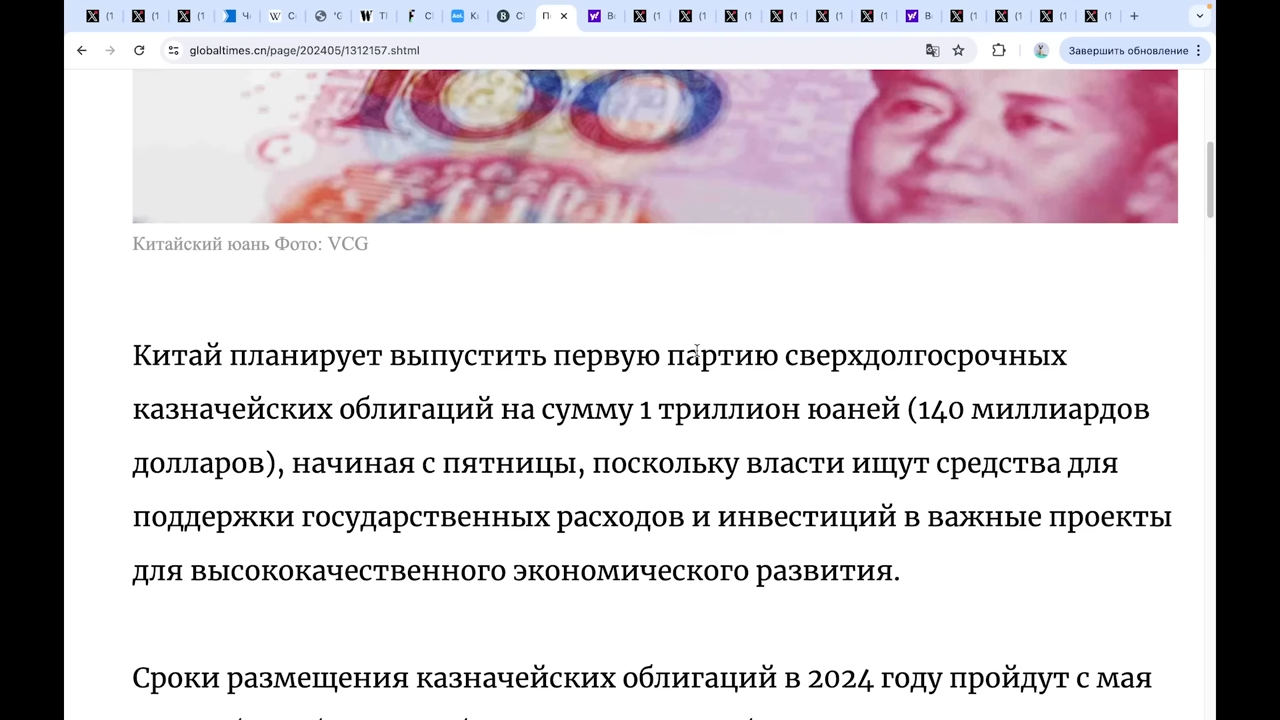 globaltimes.cn/page/202405/1312157.shtml
Завершить обновление
100
Китайский юань Фото: VCG
Китай планирует выпустить первую партию сверхдолгосрочных
казначейских облигаций на сумму 1 триллион юаней (140 миллиардов
долларов), начиная с пятницы, поскольку власти ищут средства для
поддержки государственных расходов и инвестиций в важные проекты
для высококачественного экономического развития.
Сроки размещения казначейских облигаций в 2024 году пройдут с мая